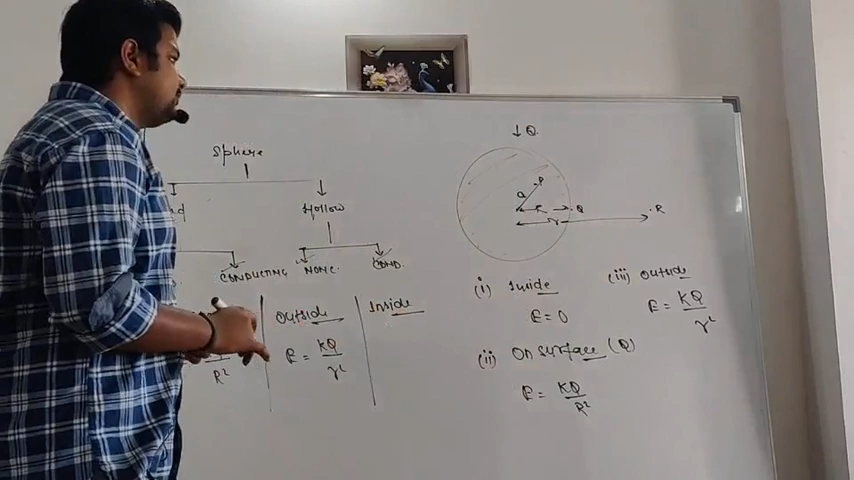 Sphere
Hollow
CONDUCTING
NONC.
COND.
Outside
Inside
E = KQ/r²
R²
↓ Q
P
a
R
Q
r
R
(i) Inside
E = 0
(ii) On surface (Q)
E = KQ/R²
(iii) Outside
E = KQ/r²